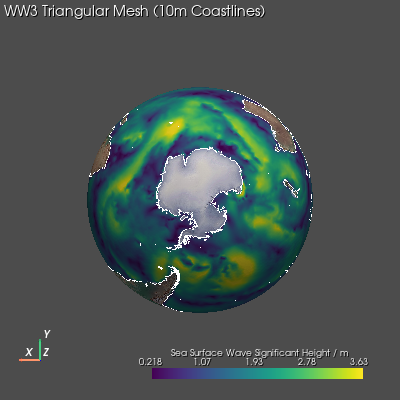 WW3 Triangular Mesh (10m Coastlines)
Y
X Z
Sea Surface Wave Significant Height / m
0.218 1.07 1.93 2.78 3.63